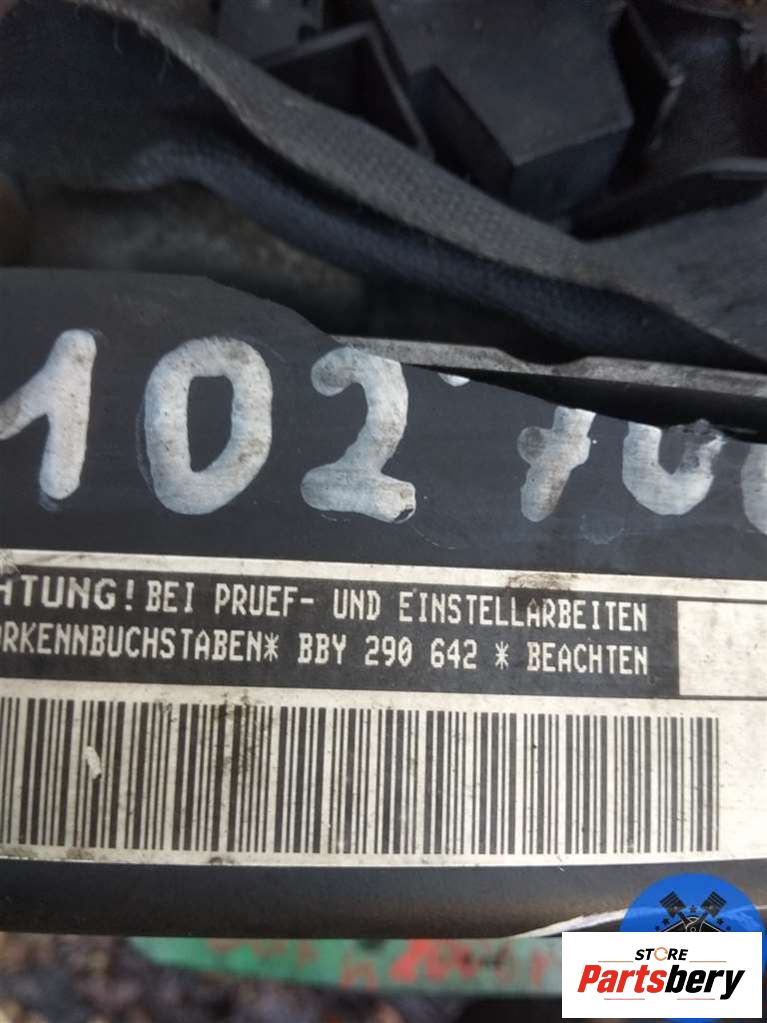 102
HTUNG! BEI PRUEF- UND EINSTELLARBEITEN
ORKENNBUCHSTABEN* BBY 290 642 * BEACHTEN
STORE
Partsbery